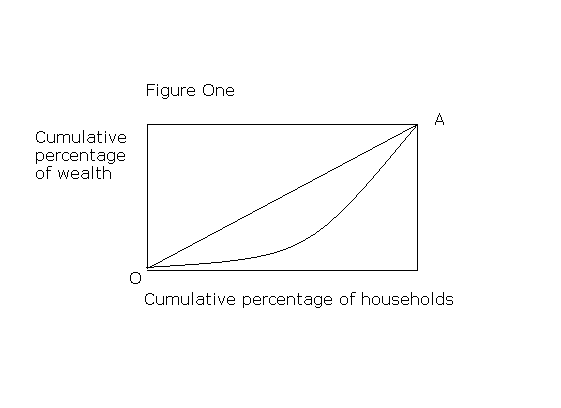 Figure One
A
Cumulative
percentage
of wealth
O
Cumulative percentage of households